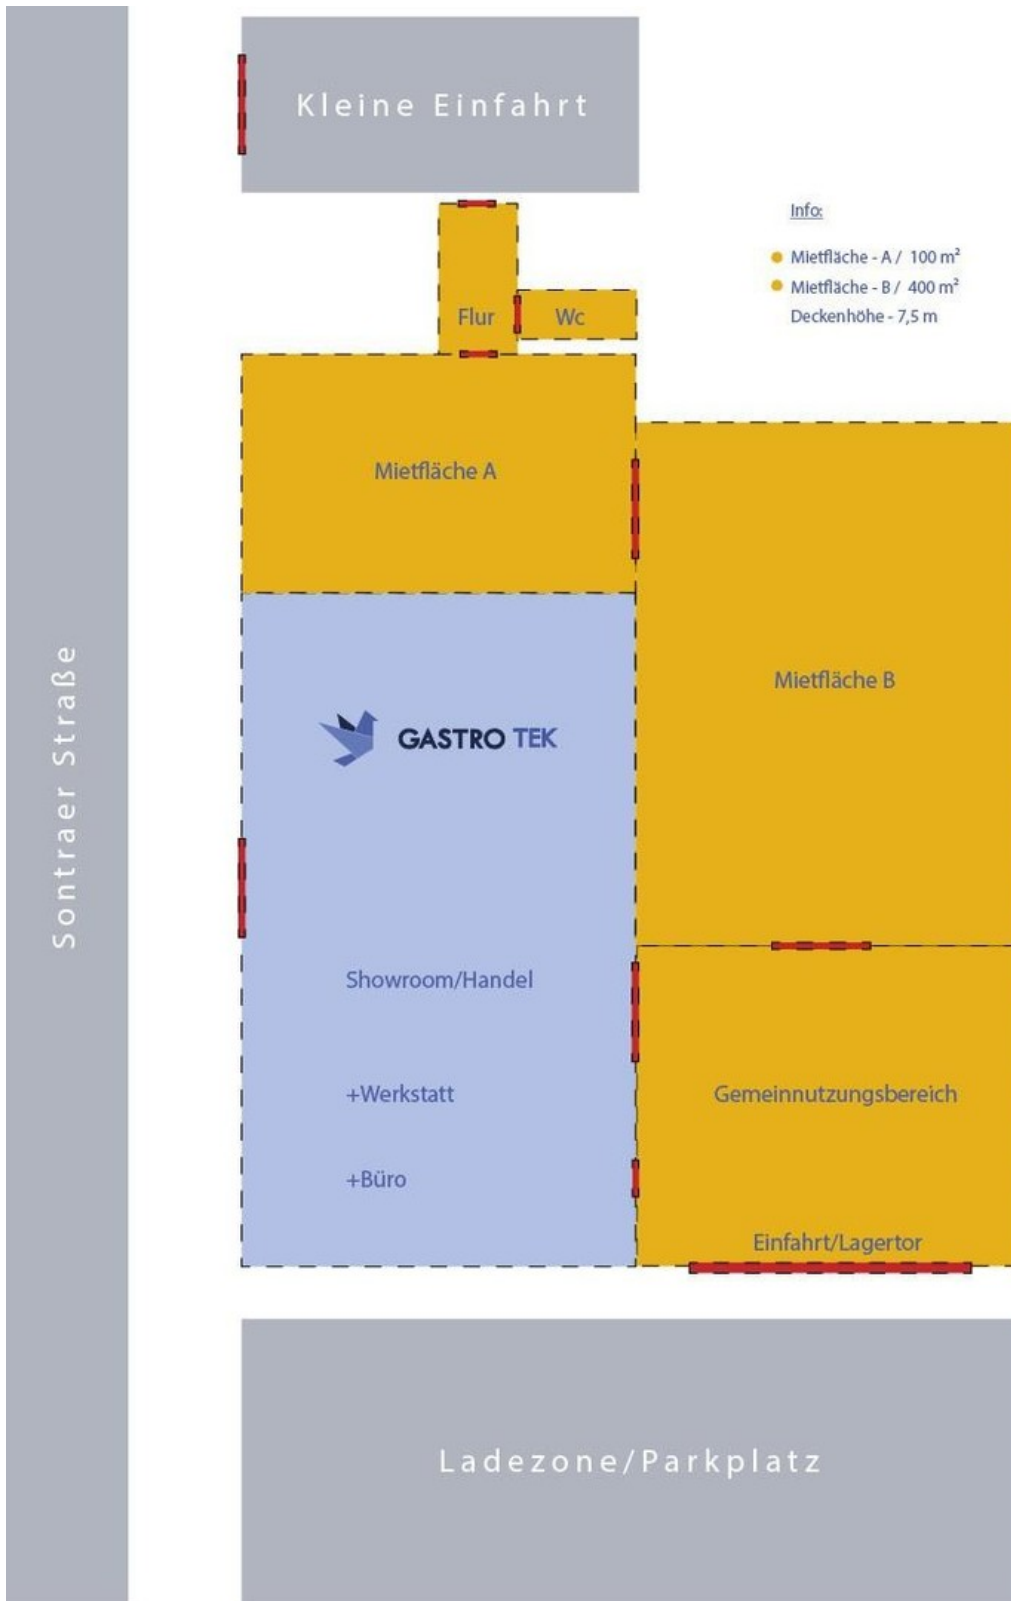 Kleine Einfahrt
Info:
Mietfläche - A / 100 m²
Mietfläche - B / 400 m²
Deckenhöhe - 7,5 m
Flur
Wc
Mietfläche A
Mietfläche B
Sontraer Straße
GASTRO TEK
Showroom/Handel
+Werkstatt
+Büro
Gemeinnutzungsbereich
Einfahrt/Lagertor
Ladezone/Parkplatz